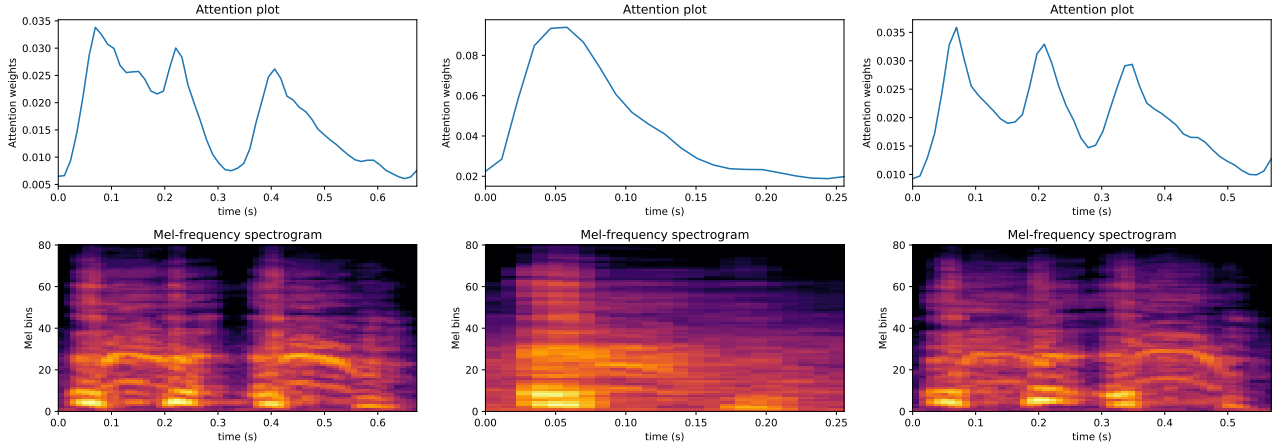 Attention plot
Attention weights
0.035
0.030
0.025
0.020
0.015
0.010
0.005
0.0 0.1 0.2 0.3 0.4 0.5 0.6
time (s)
Attention plot
Attention weights
0.08
0.06
0.04
0.02
0.00 0.05 0.10 0.15 0.20 0.25
time (s)
Attention plot
Attention weights
0.035
0.030
0.025
0.020
0.015
0.010
0.0 0.1 0.2 0.3 0.4 0.5
time (s)
Mel-frequency spectrogram
Mel bins
80
60
40
20
0
0.0 0.1 0.2 0.3 0.4 0.5 0.6
time (s)
Mel-frequency spectrogram
Mel bins
80
60
40
20
0
0.00 0.05 0.10 0.15 0.20 0.25
time (s)
Mel-frequency spectrogram
Mel bins
80
60
40
20
0
0.0 0.1 0.2 0.3 0.4 0.5
time (s)